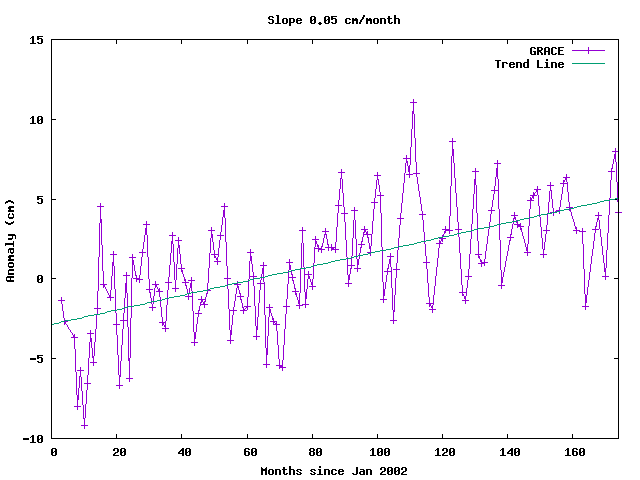 Slope 0.05 cm/month
GRACE
Trend Line
15
10
5
0
-5
-10
Anomaly (cm)
0 20 40 60 80 100 120 140 160
Months since Jan 2002